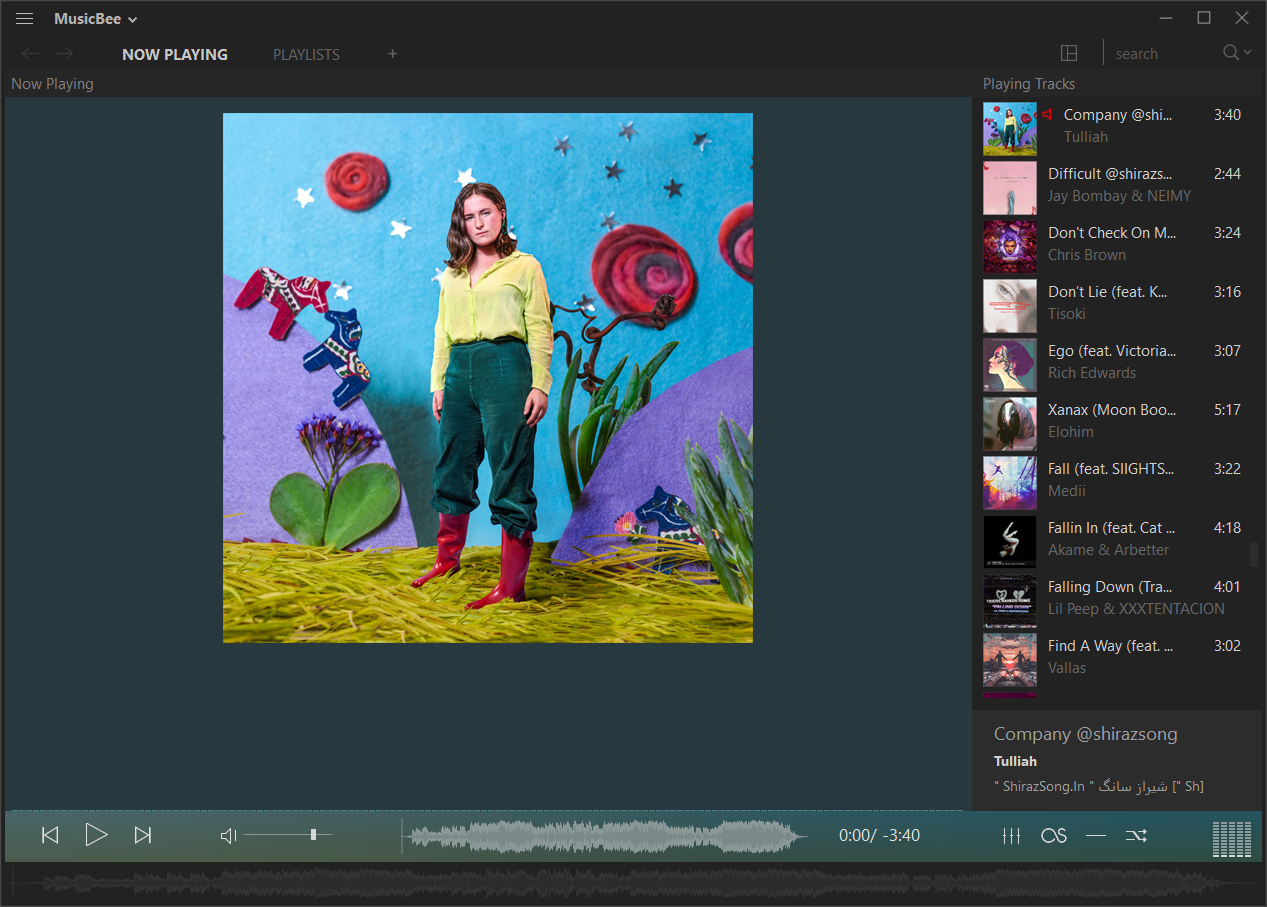 MusicBee
NOW PLAYING
PLAYLISTS
+
search
Now Playing
Playing Tracks
Company @shi...
3:40
Tulliah
Difficult @shirazs...
2:44
Jay Bombay & NEIMY
Don't Check On M...
3:24
Chris Brown
Don't Lie (feat. K...
3:16
Tisoki
Ego (feat. Victoria...
3:07
Rich Edwards
Xanax (Moon Boo...
5:17
Elohim
Fall (feat. SIIGHTS...
3:22
Medii
Fallin In (feat. Cat ...
4:18
Akame & Arbetter
Falling Down (Tra...
4:01
Lil Peep & XXXTENTACION
Find A Way (feat. ...
3:02
Vallas
Company @shirazsong
Tulliah
" ShirazSong.In " شیراز سانگ [" Sh]
0:00/ -3:40